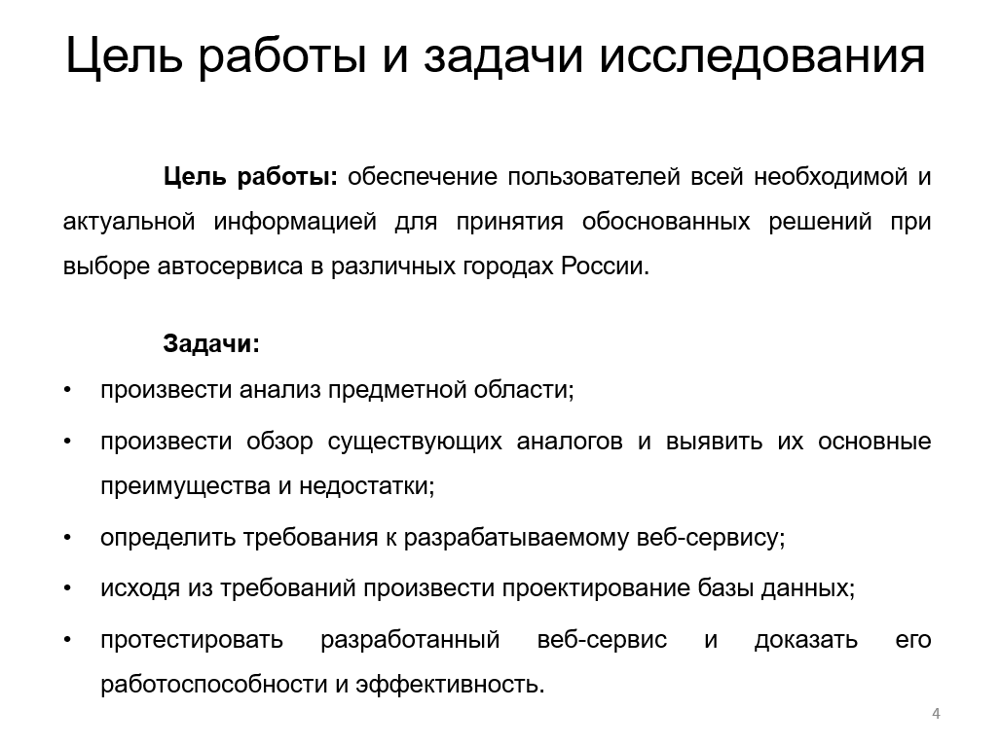 Цель работы и задачи исследования
Цель работы: обеспечение пользователей всей необходимой и
актуальной информацией для принятия обоснованных решений при
выборе автосервиса в различных городах России.
Задачи:
• произвести анализ предметной области;
• произвести обзор существующих аналогов и выявить их основные
преимущества и недостатки;
• определить требования к разрабатываемому веб-сервису;
• исходя из требований произвести проектирование базы данных;
• протестировать разработанный веб-сервис и доказать его
работоспособности и эффективность.
4